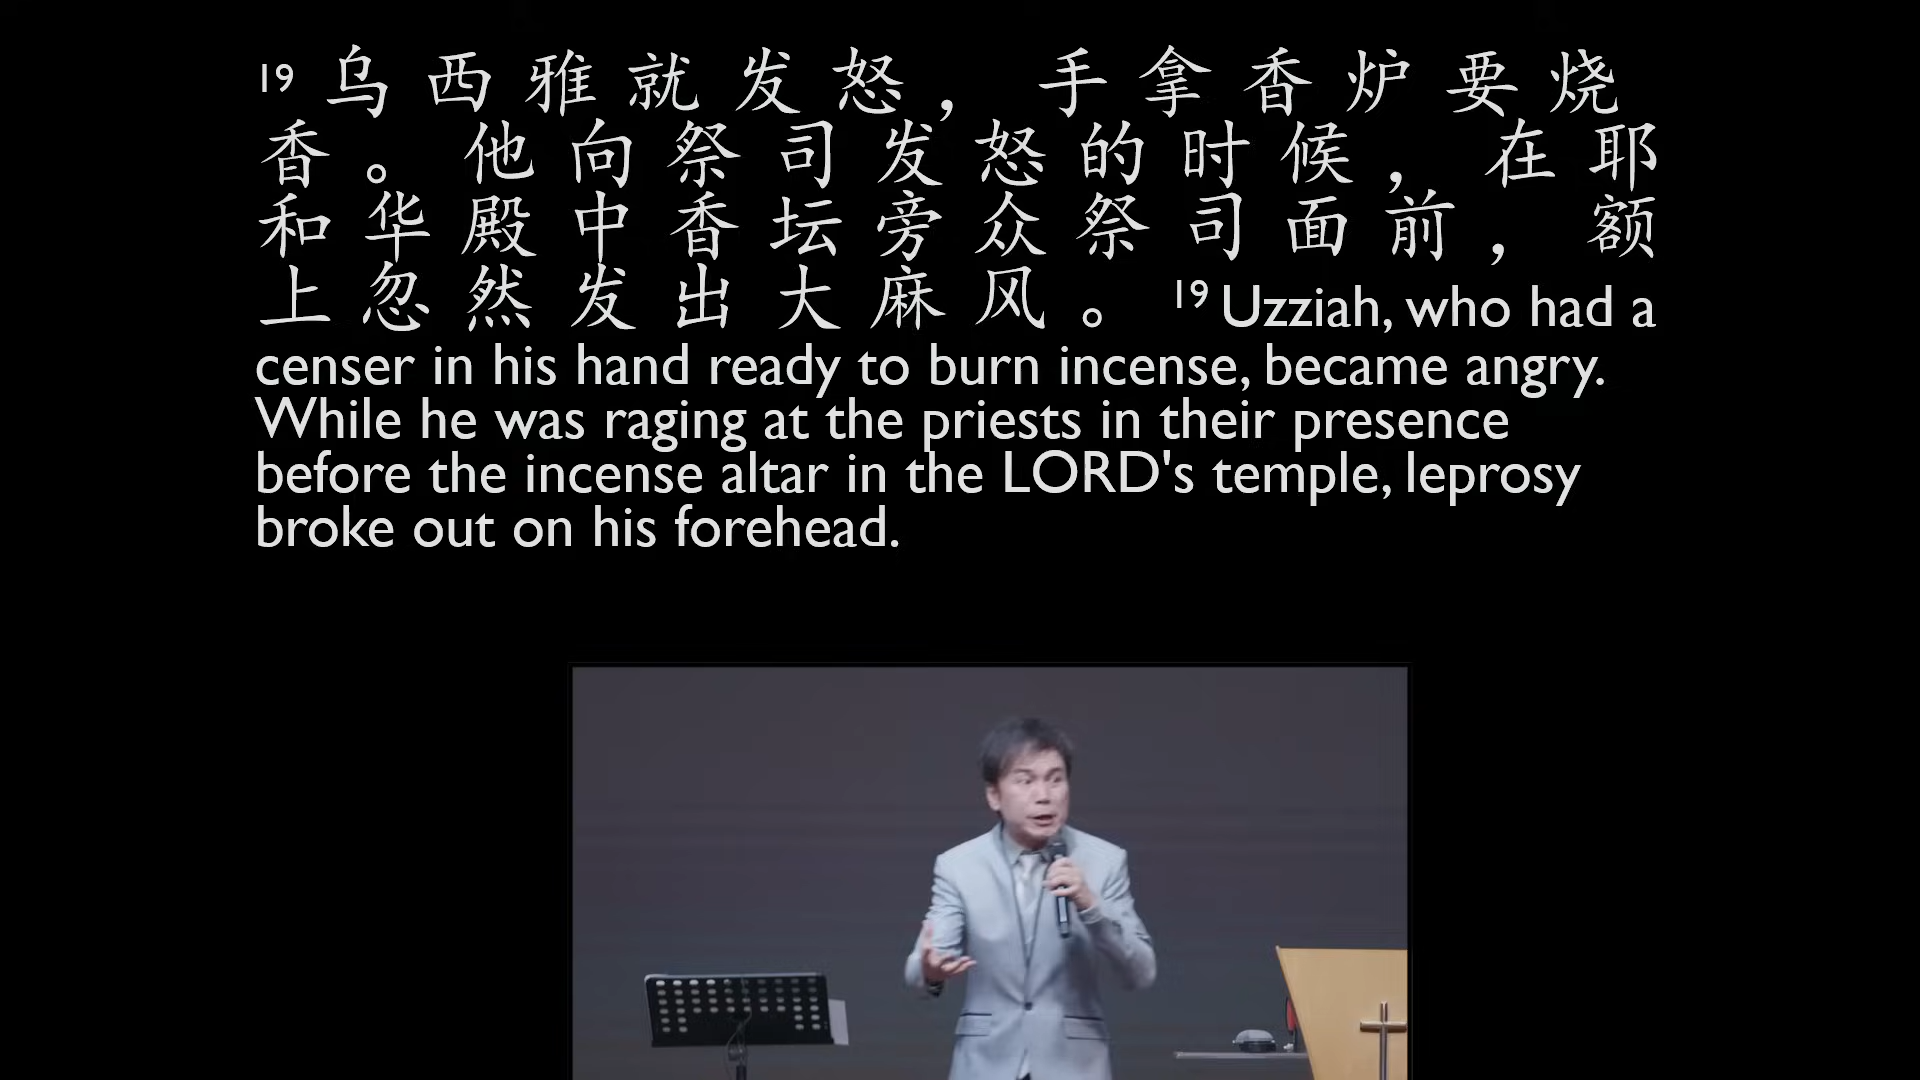 19 乌西雅就发怒，手拿香炉要烧
香。他向祭司发怒的时候，在耶
和华殿中香坛旁众祭司面前，额
上忽然发出大麻风。 19 Uzziah, who had a
censer in his hand ready to burn incense, became angry.
While he was raging at the priests in their presence
before the incense altar in the LORD's temple, leprosy
broke out on his forehead.